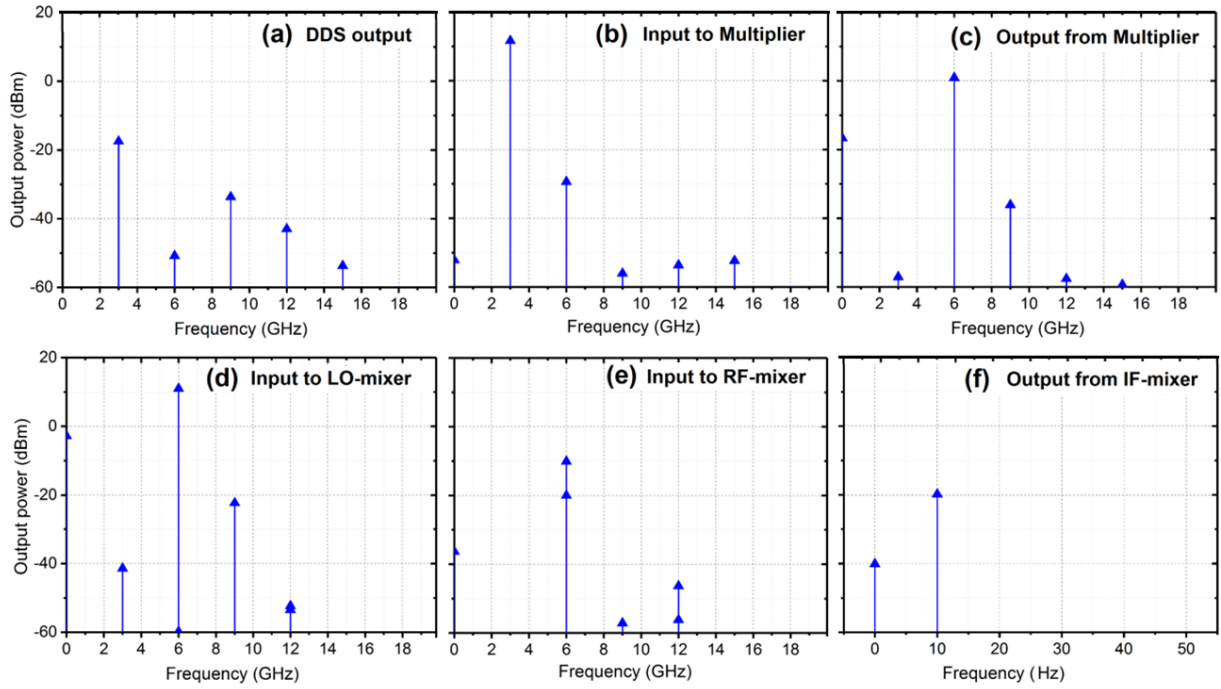 (a) DDS output
(b) Input to Multiplier
(c) Output from Multiplier
20
0
-20
-40
-60
Output power (dBm)
0 2 4 6 8 10 12 14 16 18
0 2 4 6 8 10 12 14 16 18
0 2 4 6 8 10 12 14 16 18
Frequency (GHz)
Frequency (GHz)
Frequency (GHz)
(d) Input to LO-mixer
(e) Input to RF-mixer
(f) Output from IF-mixer
20
0
-20
-40
-60
Output power (dBm)
0 2 4 6 8 10 12 14 16 18
0 2 4 6 8 10 12 14 16 18
0 10 20 30 40 50
Frequency (GHz)
Frequency (GHz)
Frequency (Hz)